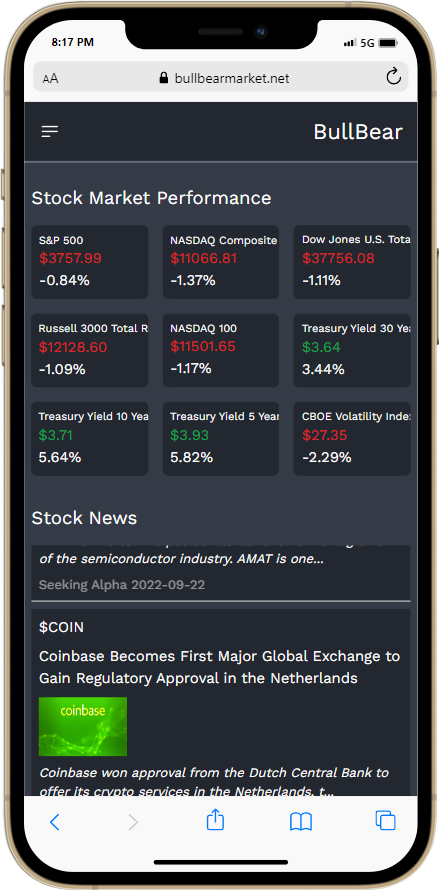 8:17 PM
5G
AA
bullbearmarket.net
BullBear
Stock Market Performance
S&P 500
$3757.99
-0.84%
NASDAQ Composite
$11066.81
-1.37%
Dow Jones U.S. Tota
$37756.08
-1.11%
Russell 3000 Total R
$12128.60
-1.09%
NASDAQ 100
$11501.65
-1.17%
Treasury Yield 30 Yea
$3.64
3.44%
Treasury Yield 10 Yea
$3.71
5.64%
Treasury Yield 5 Year
$3.93
5.82%
CBOE Volatility Index
$27.35
-2.29%
Stock News
of the semiconductor industry. AMAT is one...
Seeking Alpha 2022-09-22
$COIN
Coinbase Becomes First Major Global Exchange to
Gain Regulatory Approval in the Netherlands
coinbase
Coinbase won approval from the Dutch Central Bank to
offer its crypto services in the Netherlands, t...